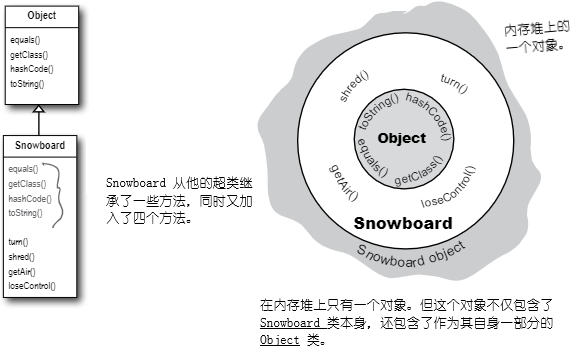 Object
equals()
getClass()
hashCode()
toString()
Snowboard
equals()
getClass()
hashCode()
toString()
turn()
shred()
getAir()
loseControl()
Snowboard 从他的超类继
承了一些方法，同时又加
入了四个方法。
内存堆上的
一个对象。
shred()
turn()
toString()
hashCode()
Object
equals()
getClass()
getAir()
loseControl()
Snowboard
Snowboard object
在内存堆上只有一个对象。但这个对象不仅包含了
Snowboard 类本身，还包含了作为其自身一部分的
Object 类。